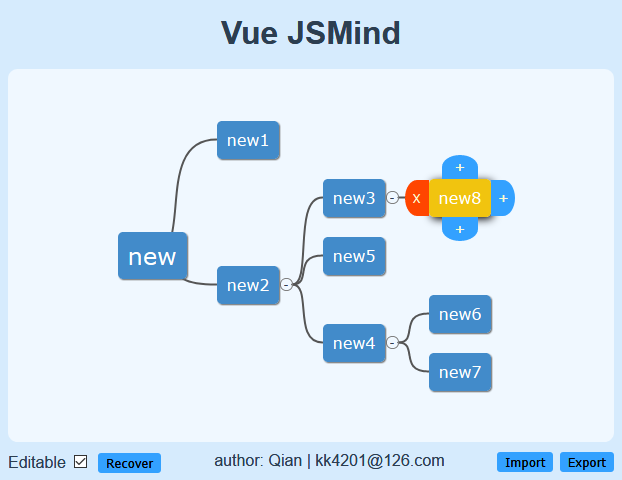 Vue JSMind
new1
+
new3 - x new8 +
+
new
new5
new2 -
new6
new4 -
new7
Editable Recover author: Qian | kk4201@126.com Import Export